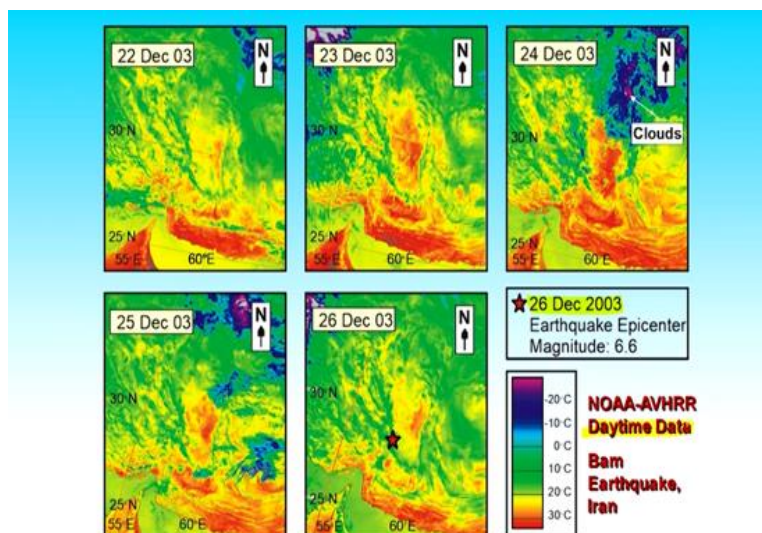 22 Dec 03
N
30°N
25°N
55°E
60°E
23 Dec 03
N
30°N
25°N
55°E
60°E
24 Dec 03
N
Clouds
30°N
25°N
55°E
60°E
25 Dec 03
N
30°N
25°N
55°E
60°E
26 Dec 03
N
30°N
25°N
55°E
60°E
26 Dec 2003
Earthquake Epicenter
Magnitude: 6.6
-20°C
-10°C
0°C
10°C
20°C
30°C
NOAA-AVHRR
Daytime Data
Bam
Earthquake,
Iran